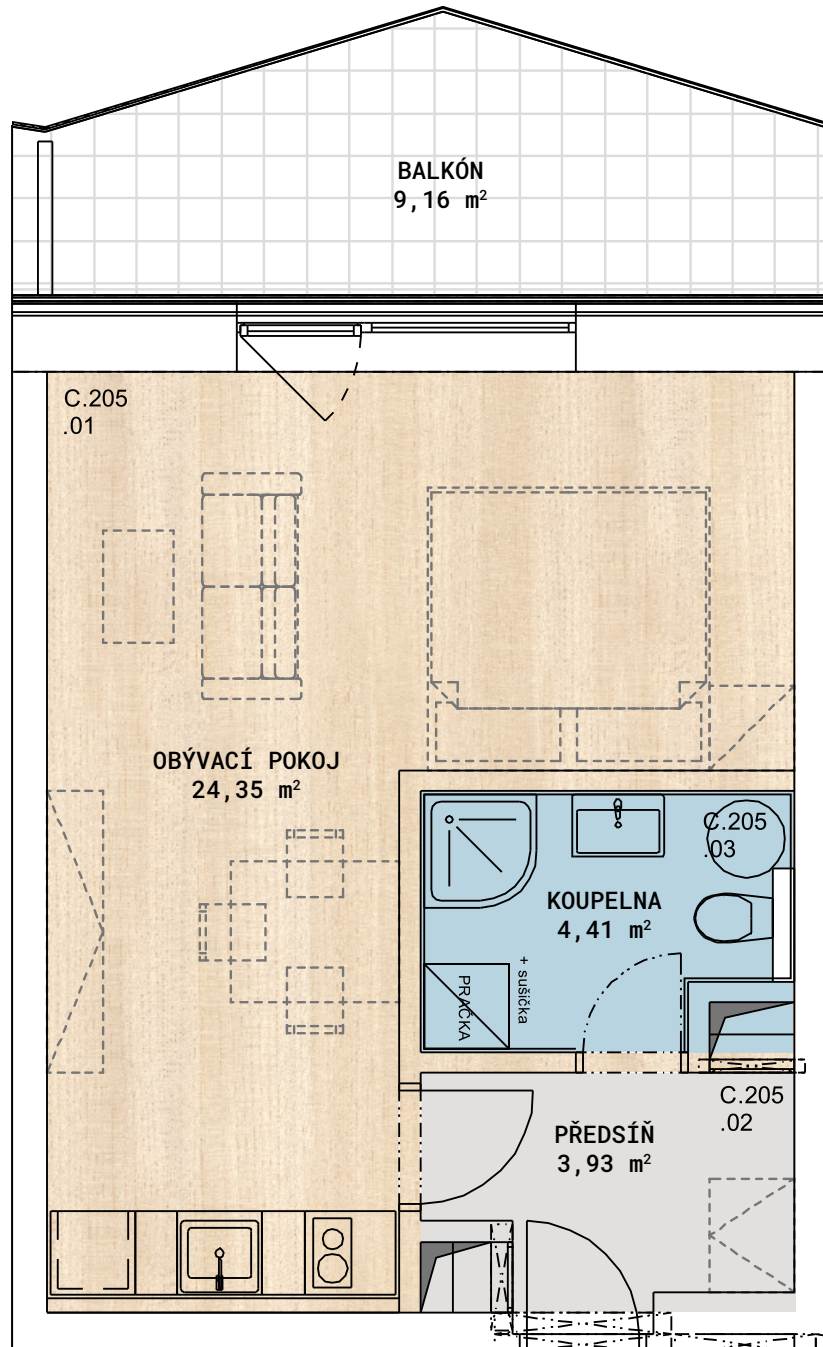 BALKÓN
9,16 m²
C.205
.01
OBÝVACÍ POKOJ
24,35 m²
C.205
.03
KOUPELNA
4,41 m²
PRAČKA
+ sušička
C.205
.02
PŘEDSÍŇ
3,93 m²